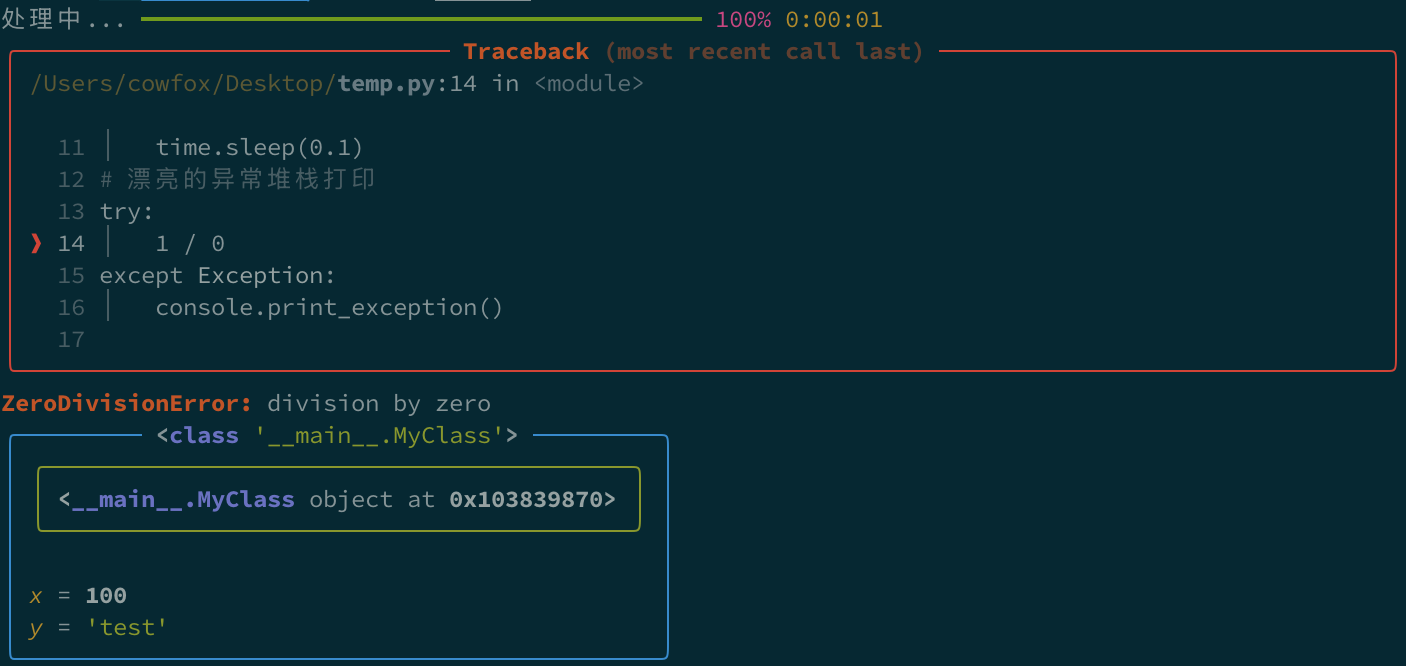 处理中... 100% 0:00:01
Traceback (most recent call last)
/Users/cowfox/Desktop/temp.py:14 in <module>
11 │   time.sleep(0.1)
12 # 漂亮的异常堆栈打印
13 try:
❱ 14 │   1 / 0
15 except Exception:
16 │   console.print_exception()
17
ZeroDivisionError: division by zero
<class '__main__.MyClass'>
<__main__.MyClass object at 0x103839870>
x = 100
y = 'test'